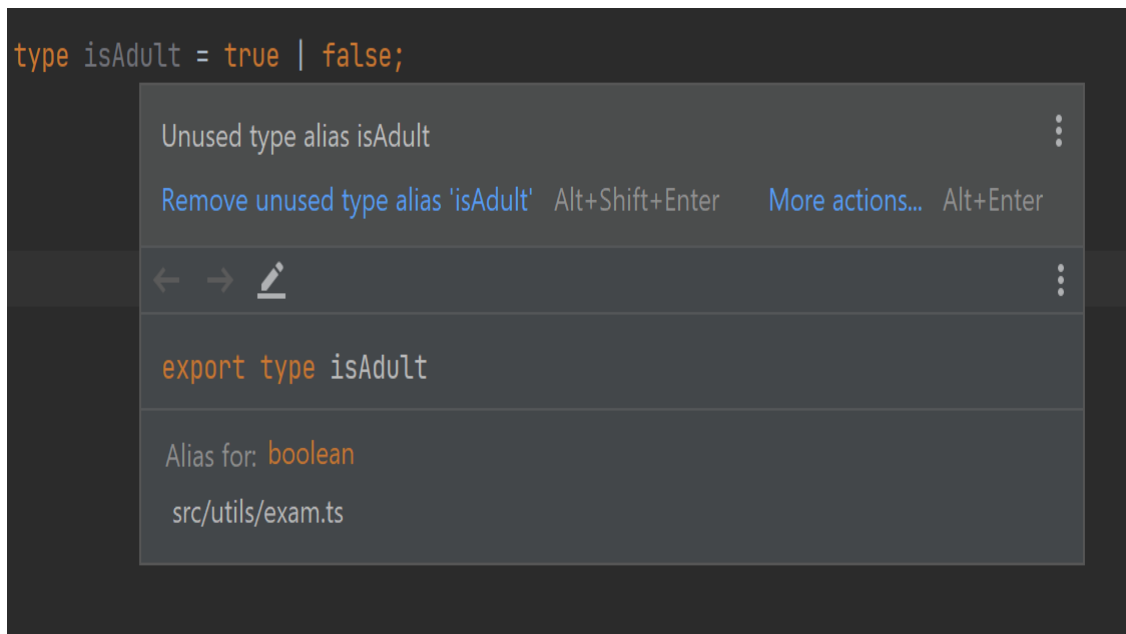 type isAdult = true | false;
Unused type alias isAdult
Remove unused type alias 'isAdult' Alt+Shift+Enter More actions... Alt+Enter
export type isAdult
Alias for: boolean
src/utils/exam.ts